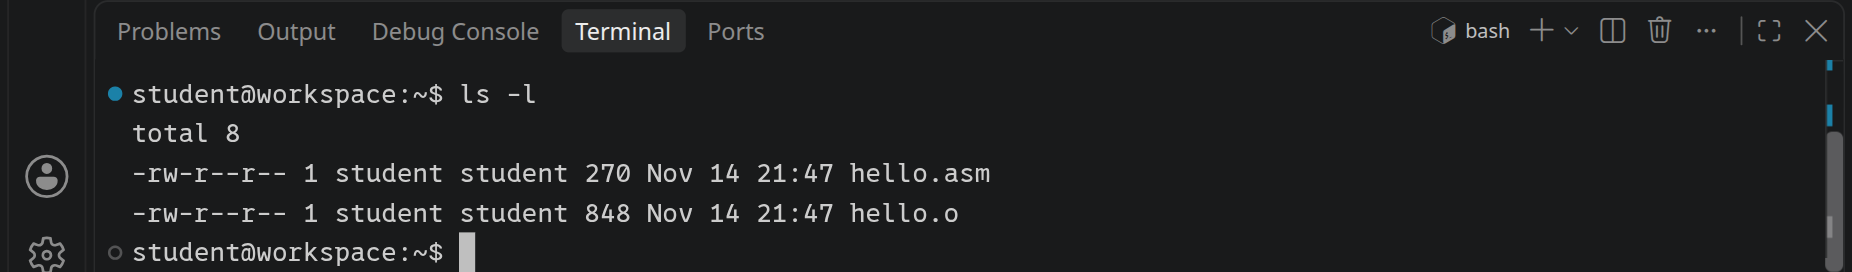 Problems Output Debug Console Terminal Ports bash
student@workspace:~$ ls -l
total 8
-rw-r--r-- 1 student student 270 Nov 14 21:47 hello.asm
-rw-r--r-- 1 student student 848 Nov 14 21:47 hello.o
student@workspace:~$